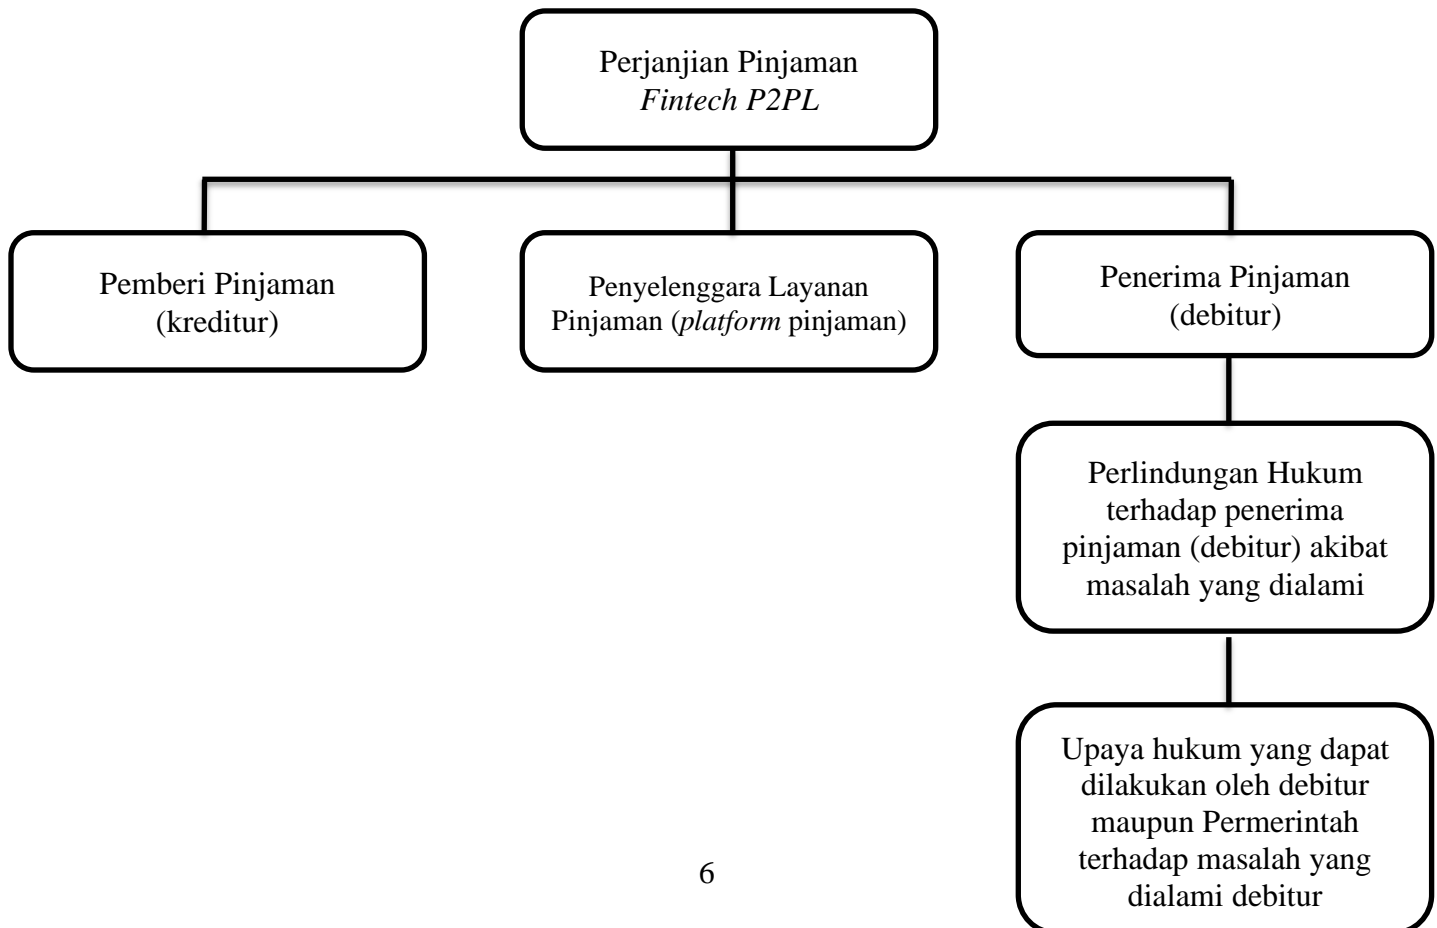 Perjanjian Pinjaman
Fintech P2PL
Pemberi Pinjaman
(kreditur)
Penyelenggara Layanan
Pinjaman (platform pinjaman)
Penerima Pinjaman
(debitur)
Perlindungan Hukum
terhadap penerima
pinjaman (debitur) akibat
masalah yang dialami
Upaya hukum yang dapat
dilakukan oleh debitur
maupun Permerintah
terhadap masalah yang
dialami debitur
6